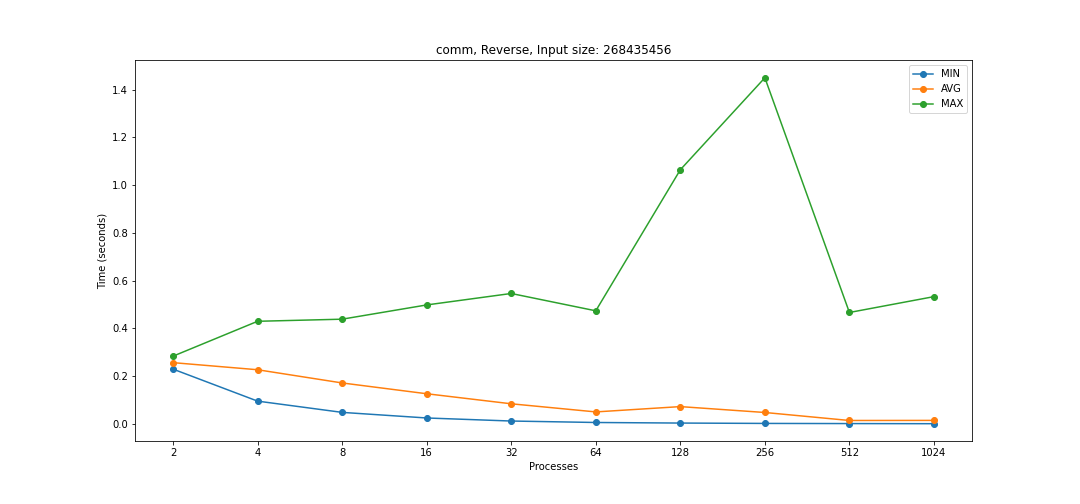 comm, Reverse, Input size: 268435456
MIN
AVG
MAX
Time (seconds)
1.4
1.2
1.0
0.8
0.6
0.4
0.2
0.0
2 4 8 16 32 64 128 256 512 1024
Processes